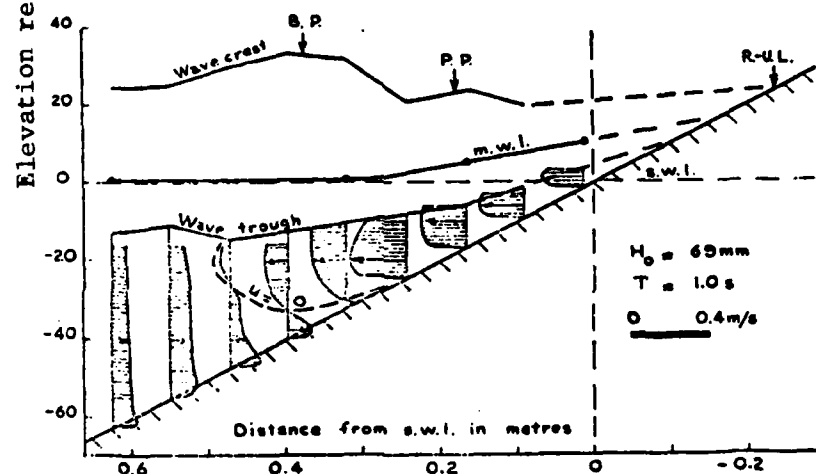 Elevation re
40
20
0
-20
-40
-60
B.P.
Wave crest
P.P.
R-U.L.
m.w.l.
s.w.l.
Wave trough
u = 0
H₀ = 69mm
T = 1.0 s
0 0.4m/s
Distance from s.w.l. in metres
0.6 0.4 0.2 0 -0.2